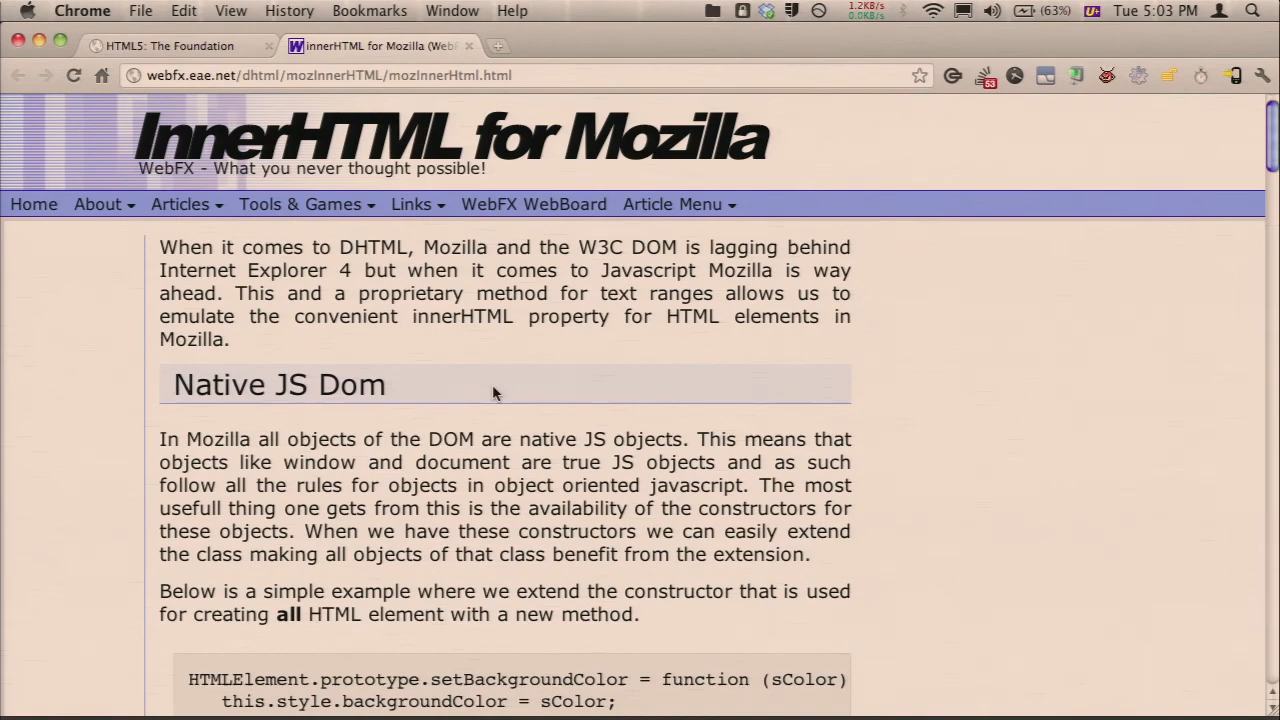 Chrome File Edit View History Bookmarks Window Help 1.2KB/s 0.0KB/s (63%) Tue 5:03 PM
HTML5: The Foundation innerHTML for Mozilla (WebF
webfx.eae.net/dhtml/mozInnerHTML/mozInnerHtml.html 53
InnerHTML for Mozilla
WebFX - What you never thought possible!
Home About Articles Tools & Games Links WebFX WebBoard Article Menu
When it comes to DHTML, Mozilla and the W3C DOM is lagging behind
Internet Explorer 4 but when it comes to Javascript Mozilla is way
ahead. This and a proprietary method for text ranges allows us to
emulate the convenient innerHTML property for HTML elements in
Mozilla.
Native JS Dom
In Mozilla all objects of the DOM are native JS objects. This means that
objects like window and document are true JS objects and as such
follow all the rules for objects in object oriented javascript. The most
usefull thing one gets from this is the availability of the constructors for
these objects. When we have these constructors we can easily extend
the class making all objects of that class benefit from the extension.
Below is a simple example where we extend the constructor that is used
for creating all HTML element with a new method.
HTMLElement.prototype.setBackgroundColor = function (sColor)
this.style.backgroundColor = sColor;